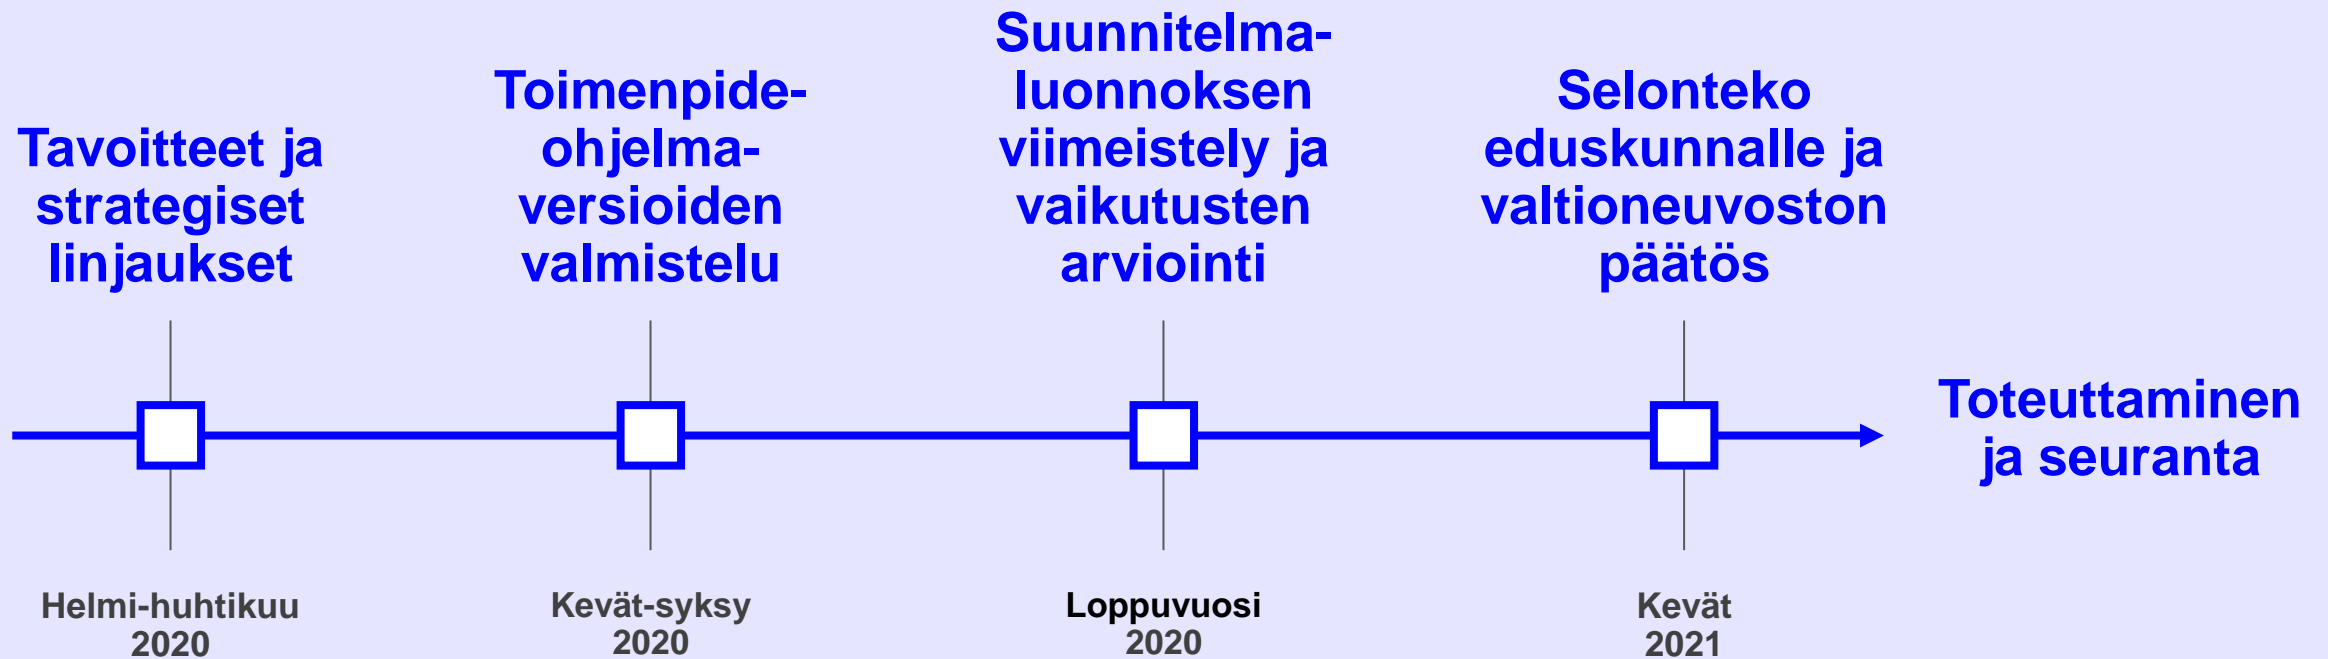 Tavoitteet ja
strategiset
linjaukset
Helmi-huhtikuu
2020
Toimenpide-
ohjelma-
versioiden
valmistelu
Kevät-syksy
2020
Suunnitelma-
luonnoksen
viimeistely ja
vaikutusten
arviointi
Loppuvuosi
2020
Selonteko
eduskunnalle ja
valtioneuvoston
päätös
Kevät
2021
Toteuttaminen
ja seuranta